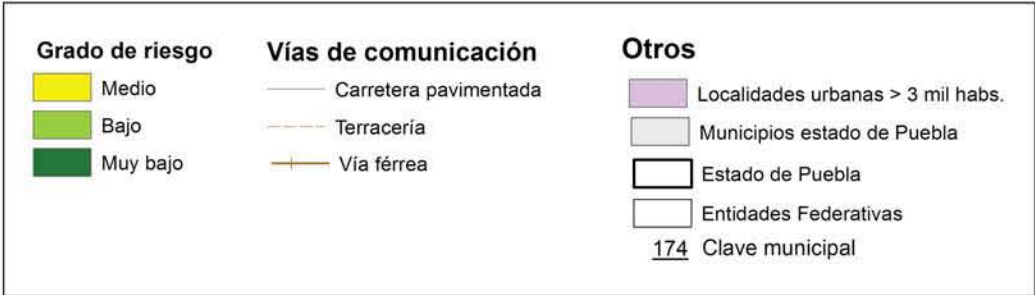 Grado de riesgo
Medio
Bajo
Muy bajo
Vías de comunicación
Carretera pavimentada
Terracería
Vía férrea
Otros
Localidades urbanas > 3 mil habs.
Municipios estado de Puebla
Estado de Puebla
Entidades Federativas
174 Clave municipal